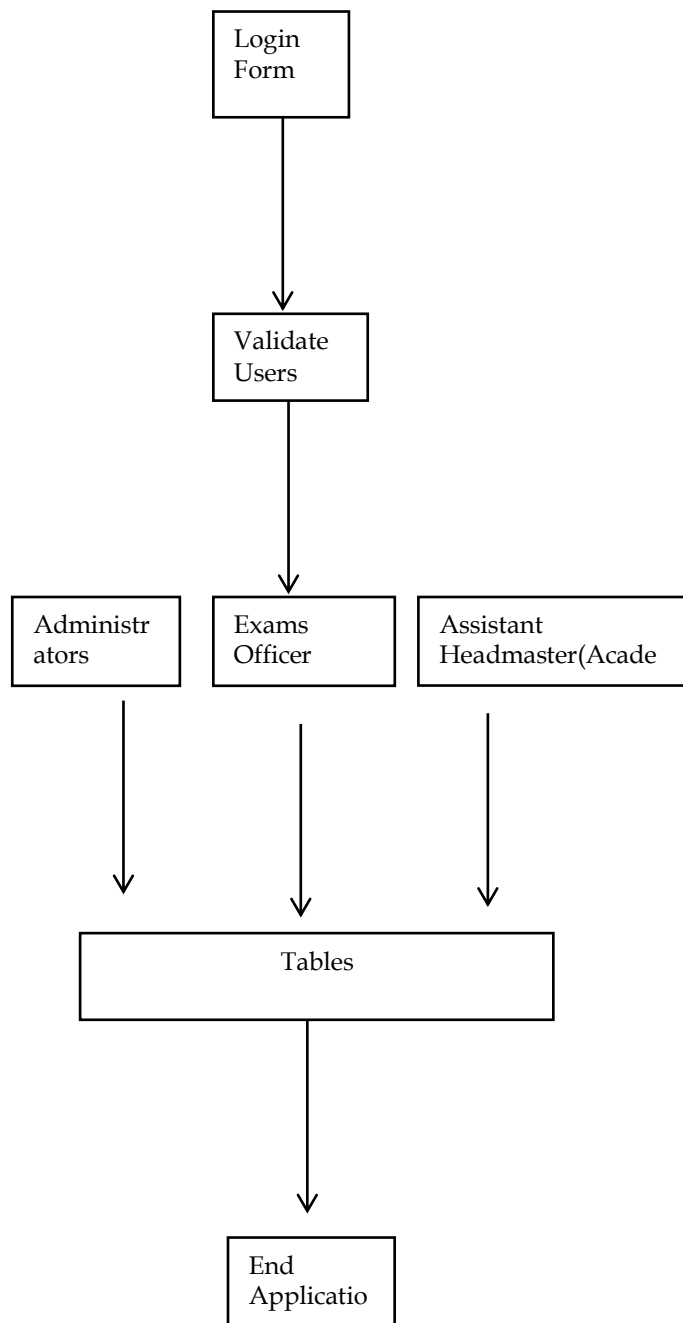 Login
Form
Validate
Users
Administr
ators
Exams
Officer
Assistant
Headmaster(Acade
Tables
End
Applicatio